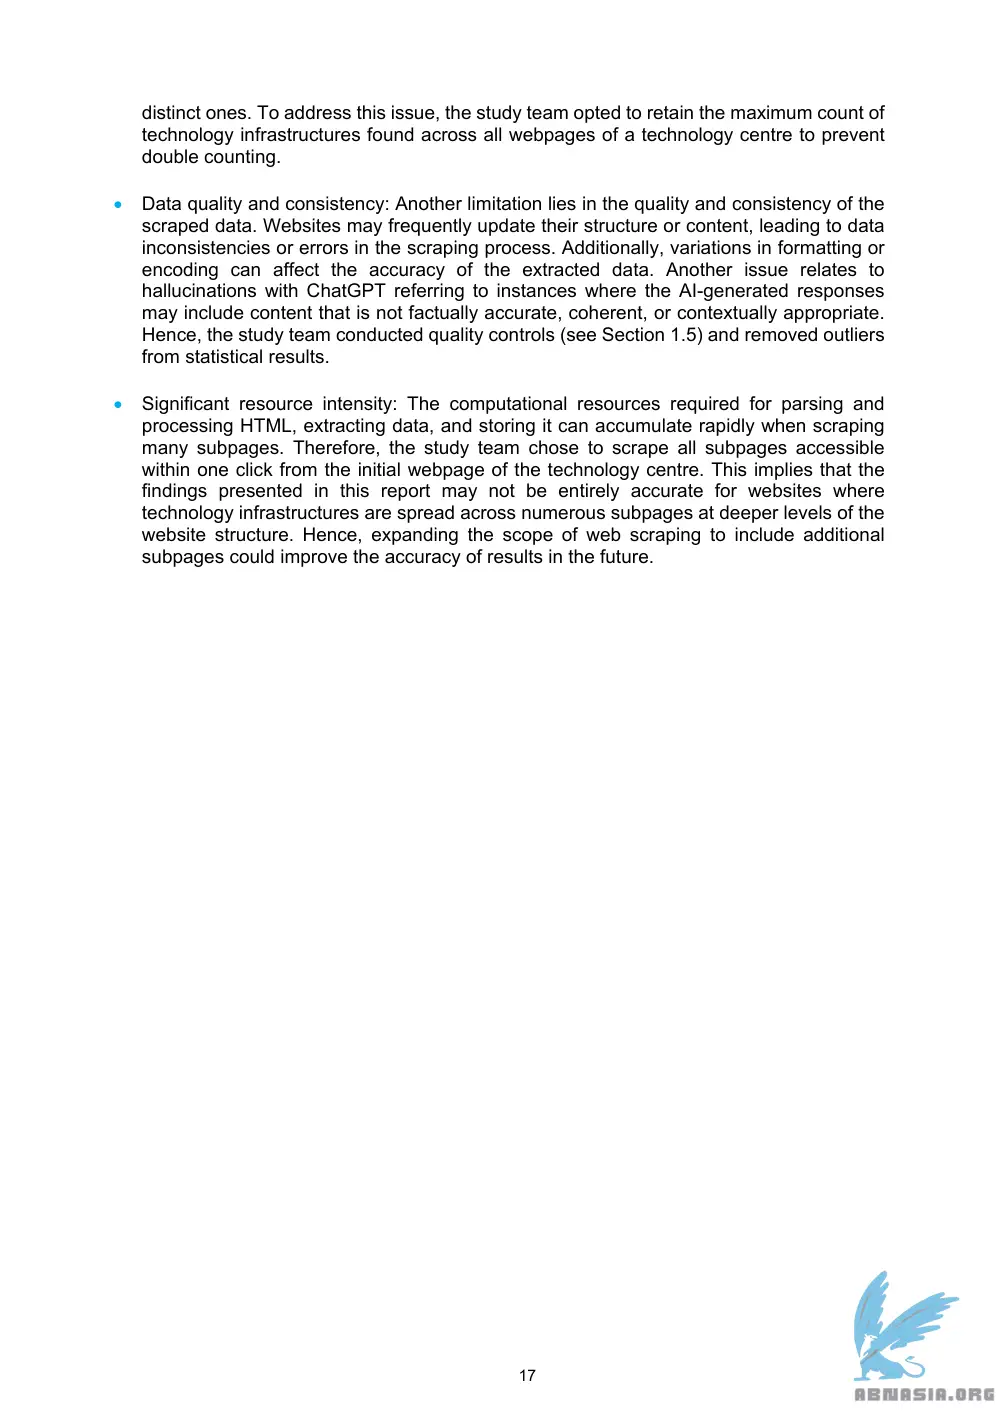 distinct ones. To address this issue, the study team opted to retain the maximum count of
technology infrastructures found across all webpages of a technology centre to prevent
double counting.
• Data quality and consistency: Another limitation lies in the quality and consistency of the
scraped data. Websites may frequently update their structure or content, leading to data
inconsistencies or errors in the scraping process. Additionally, variations in formatting or
encoding can affect the accuracy of the extracted data. Another issue relates to
hallucinations with ChatGPT referring to instances where the AI-generated responses
may include content that is not factually accurate, coherent, or contextually appropriate.
Hence, the study team conducted quality controls (see Section 1.5) and removed outliers
from statistical results.
• Significant resource intensity: The computational resources required for parsing and
processing HTML, extracting data, and storing it can accumulate rapidly when scraping
many subpages. Therefore, the study team chose to scrape all subpages accessible
within one click from the initial webpage of the technology centre. This implies that the
findings presented in this report may not be entirely accurate for websites where
technology infrastructures are spread across numerous subpages at deeper levels of the
website structure. Hence, expanding the scope of web scraping to include additional
subpages could improve the accuracy of results in the future.
17
ABNASIA.ORG